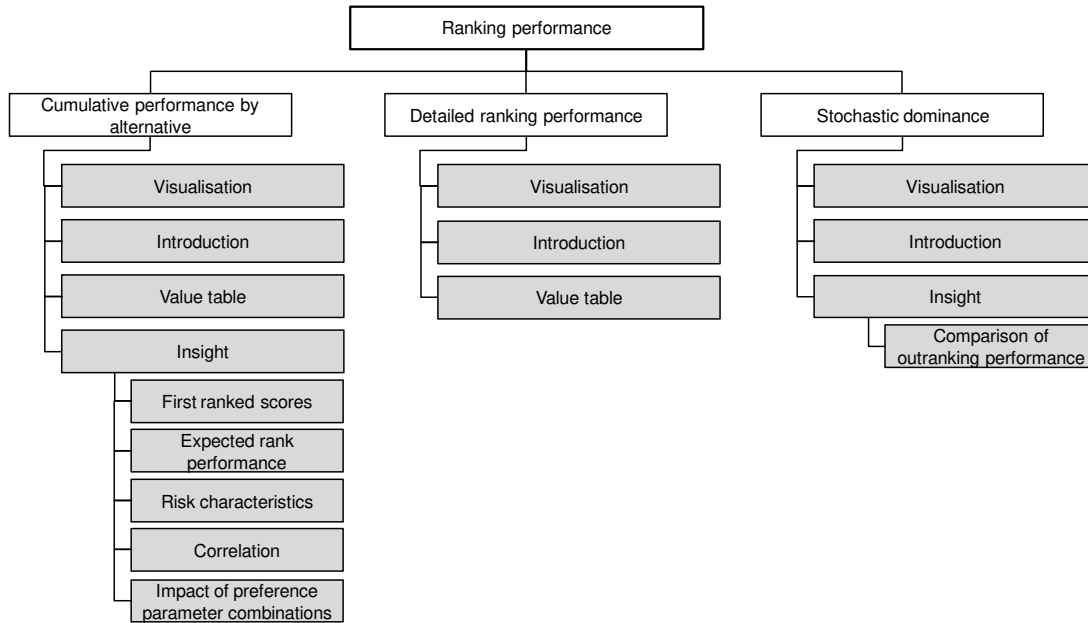 Ranking performance
Cumulative performance by
alternative
Visualisation
Introduction
Value table
Insight
First ranked scores
Expected rank
performance
Risk characteristics
Correlation
Impact of preference
parameter combinations
Detailed ranking performance
Visualisation
Introduction
Value table
Stochastic dominance
Visualisation
Introduction
Insight
Comparison of
outranking performance